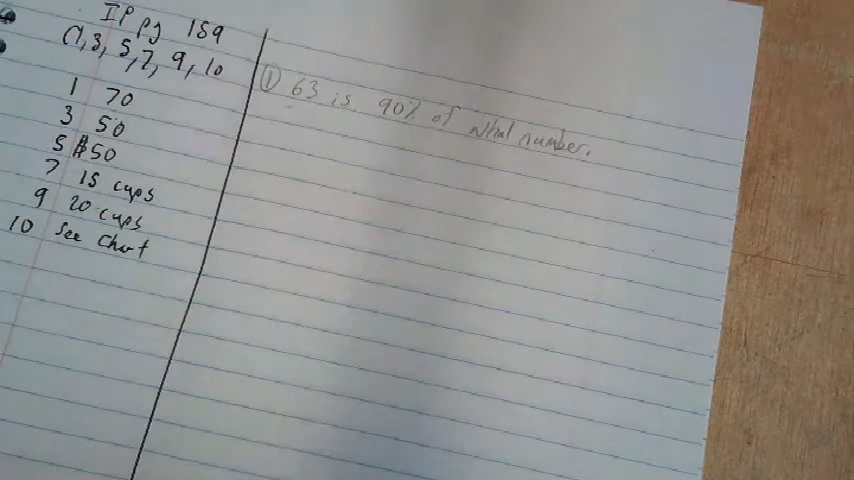 IP pg 159
(1, 3, 5, 7, 9, 10
1 70
3 50
5 $50
7 15 cups
9 20 cups
10 See Chart
① 63 is 90% of what number.